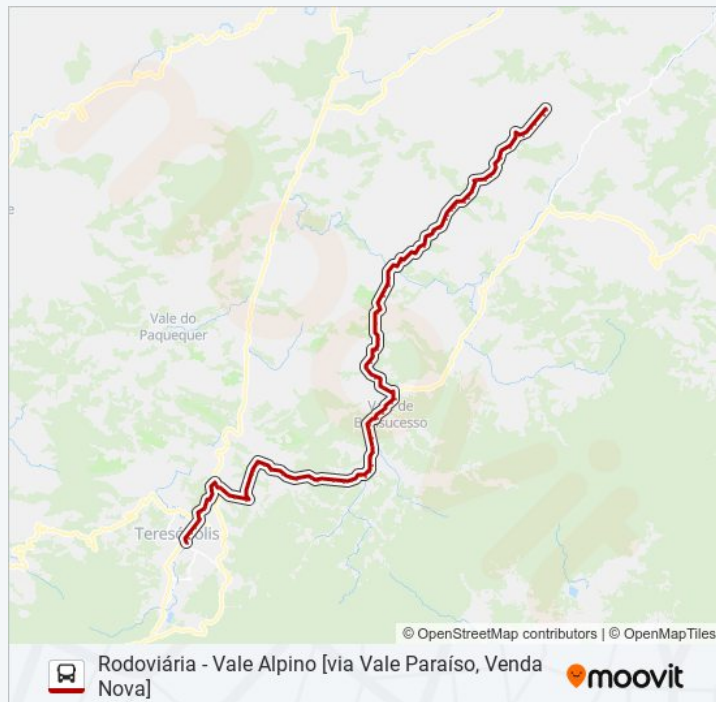 Vale do
Paquequer
Vale de
Bonsucesso
Teresópolis
© OpenStreetMap contributors | © OpenMapTiles
Rodoviária - Vale Alpino [via Vale Paraíso, Venda
Nova]
moovit